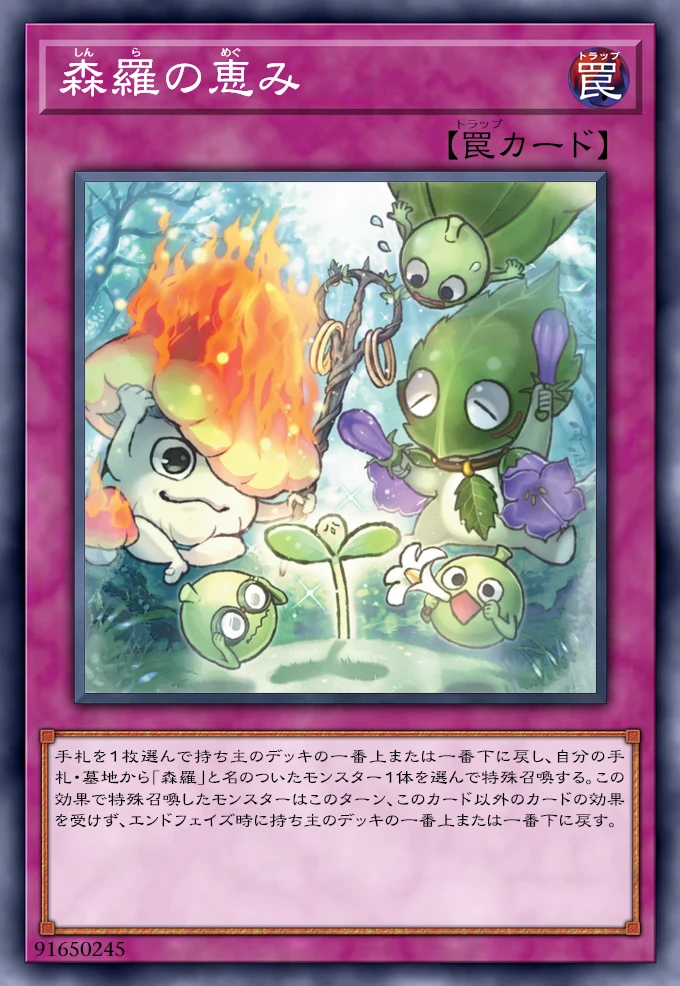 森羅の恵み
しん ら めぐ
トラップ
罠
トラップ
【罠カード】
手札を1枚選んで持ち主のデッキの一番上または一番下に戻し、自分の手
札・墓地から「森羅」と名のついたモンスター1体を選んで特殊召喚する。この
効果で特殊召喚したモンスターはこのターン、このカード以外のカードの効果
を受けず、エンドフェイズ時に持ち主のデッキの一番上または一番下に戻す。
91650245